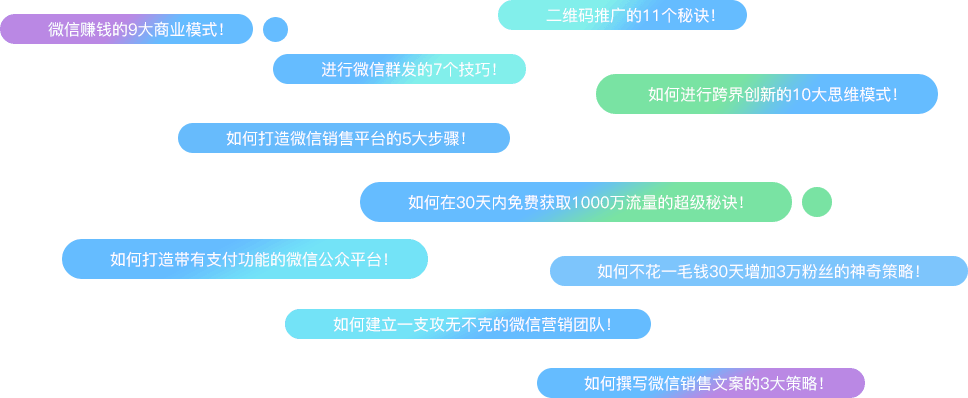 二维码推广的11个秘诀！
微信赚钱的9大商业模式！
进行微信群发的7个技巧！
如何进行跨界创新的10大思维模式！
如何打造微信销售平台的5大步骤！
如何在30天内免费获取1000万流量的超级秘诀！
如何打造带有支付功能的微信公众平台！
如何不花一毛钱30天增加3万粉丝的神奇策略！
如何建立一支攻无不克的微信营销团队！
如何撰写微信销售文案的3大策略！